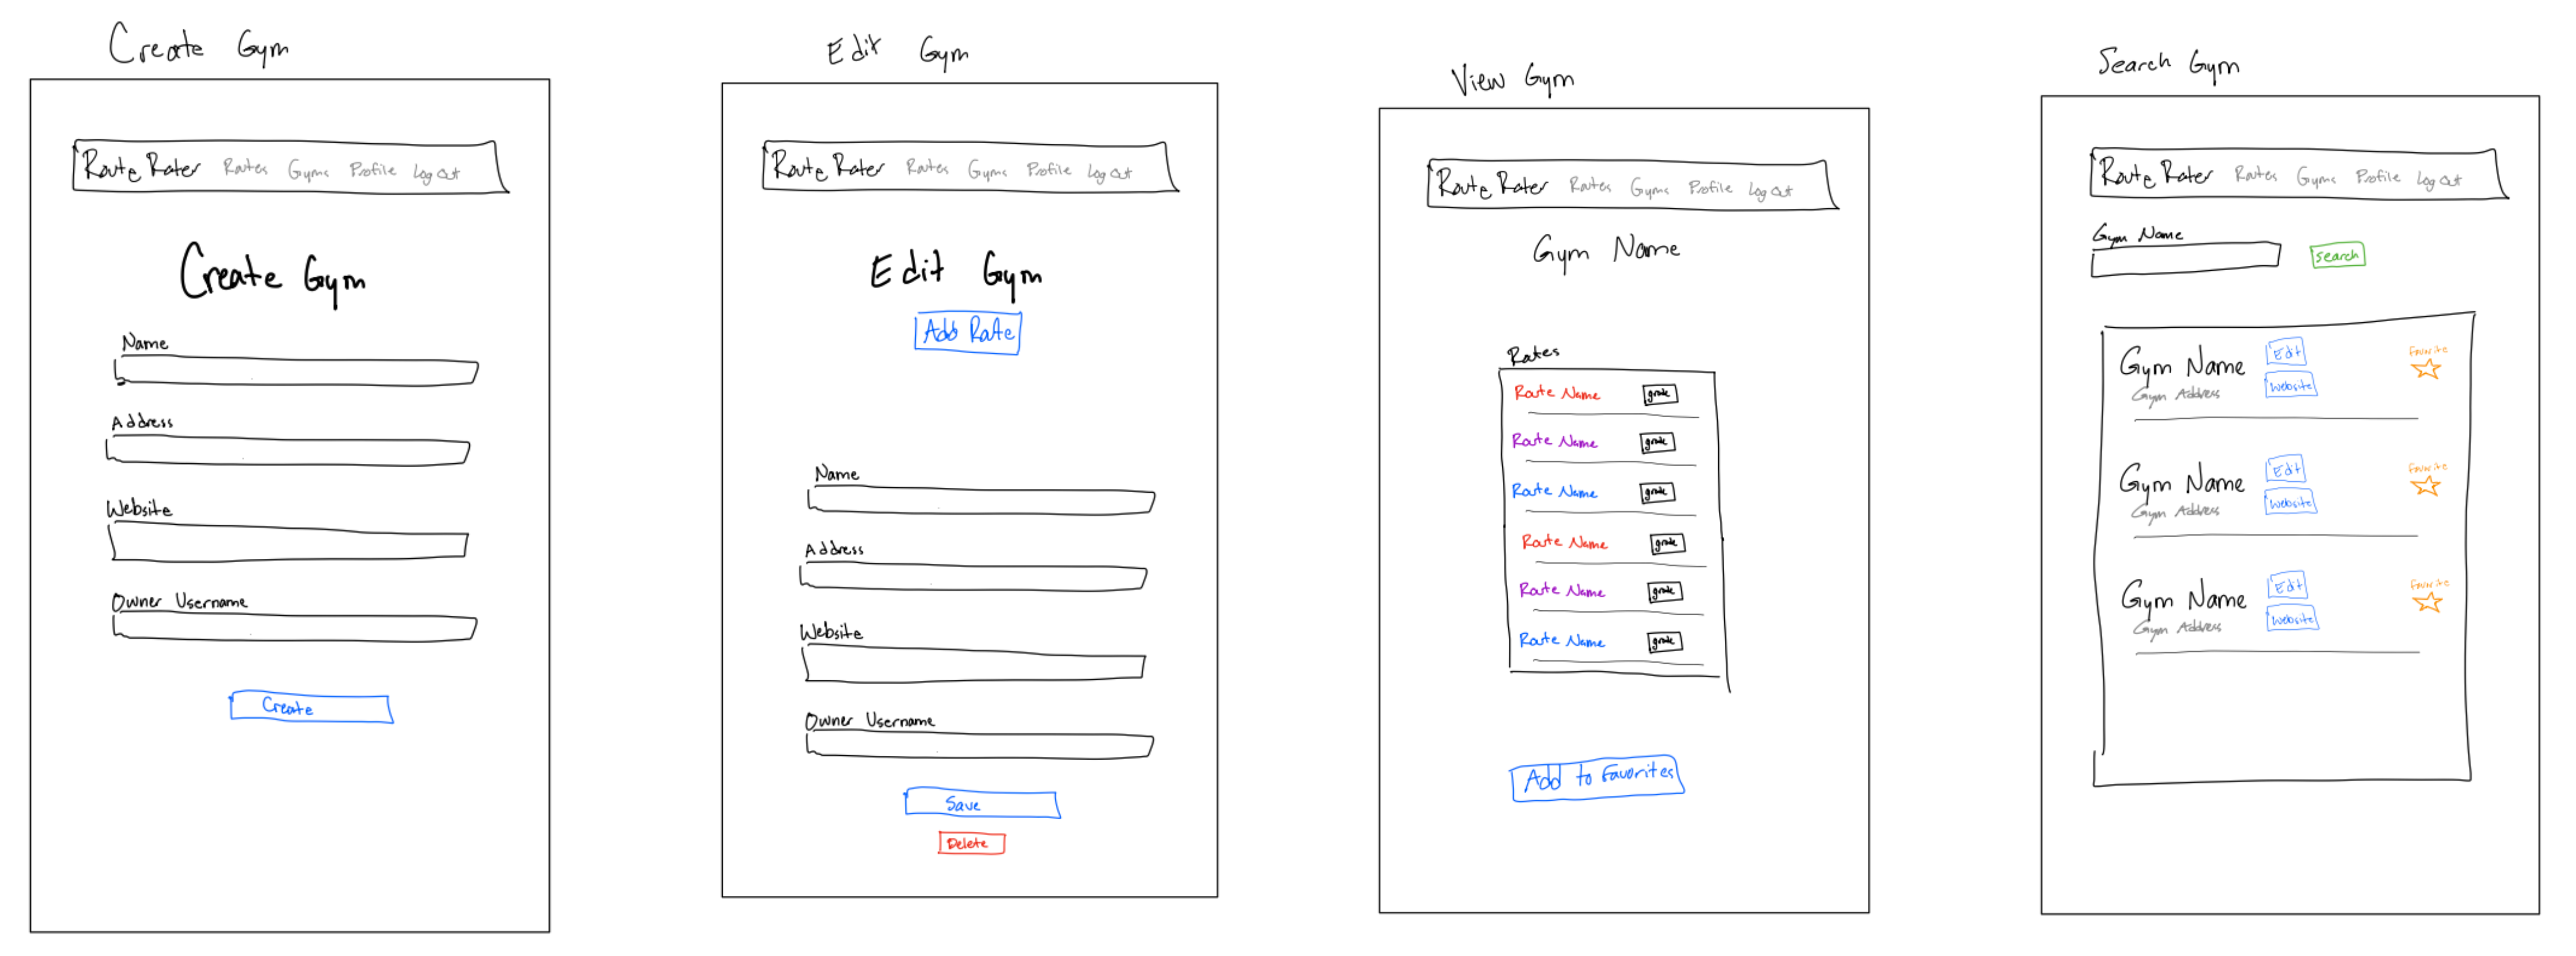 Create Gym
Route Rater Routes Gyms Profile Log Out
Create Gym
Name
Address
Website
Owner Username
Create
Edit Gym
Route Rater Routes Gyms Profile Log Out
Edit Gym
Add Route
Name
Address
Website
Owner Username
Save
Delete
View Gym
Route Rater Routes Gyms Profile Log Out
Gym Name
Routes
Route Name grade
Route Name grade
Route Name grade
Route Name grade
Route Name grade
Route Name grade
Add to Favorites
Search Gym
Route Rater Routes Gyms Profile Log Out
Gym Name
Search
Gym Name Edit Favorite
Gym Address Website
Gym Name Edit Favorite
Gym Address Website
Gym Name Edit Favorite
Gym Address Website